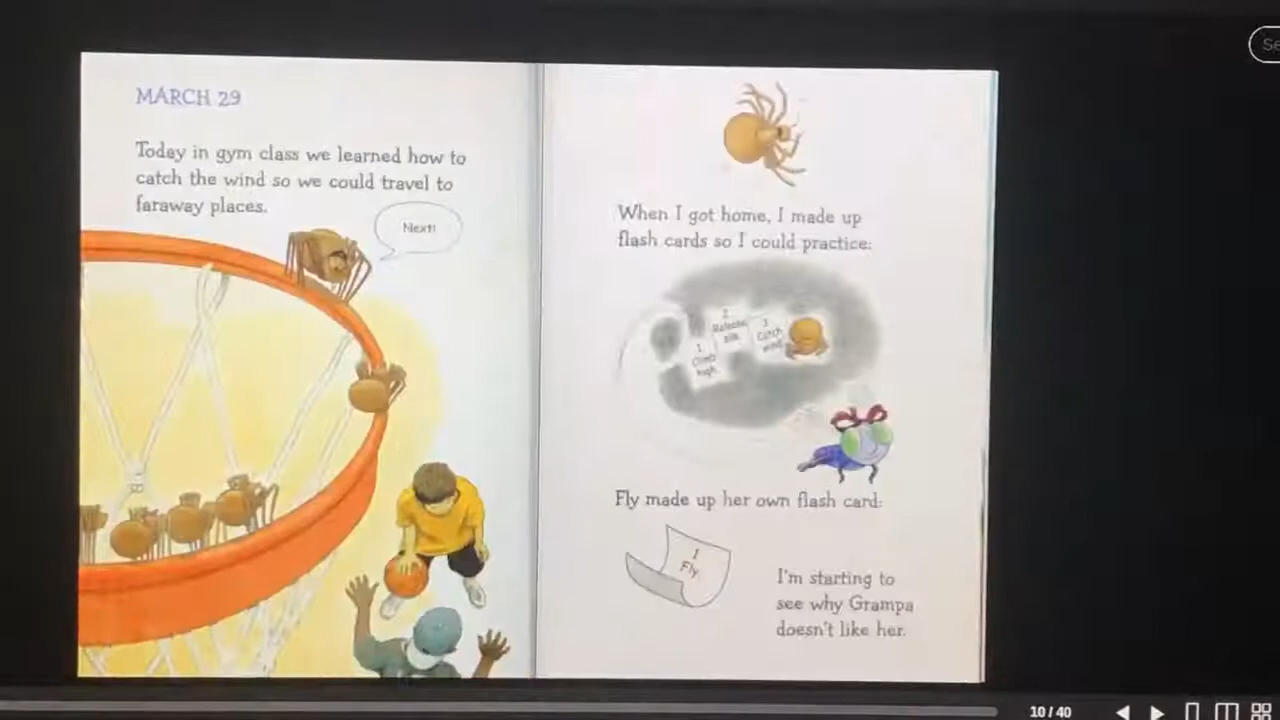 MARCH 29
Today in gym class we learned how to
catch the wind so we could travel to
faraway places.
Next!
When I got home, I made up
flash cards so I could practice:
1.
Climb
high.
2.
Release
silk.
3.
Catch
wind.
Fly made up her own flash card:
1
Fly
I'm starting to
see why Grampa
doesn't like her.
10 / 40
Se